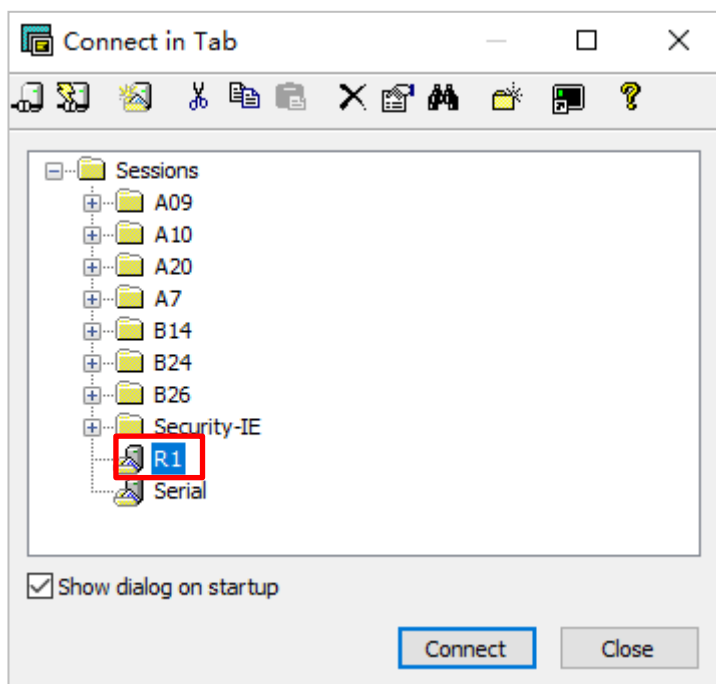 Connect in Tab
Sessions
A09
A10
A20
A7
B14
B24
B26
Security-IE
R1
Serial
Show dialog on startup
Connect
Close